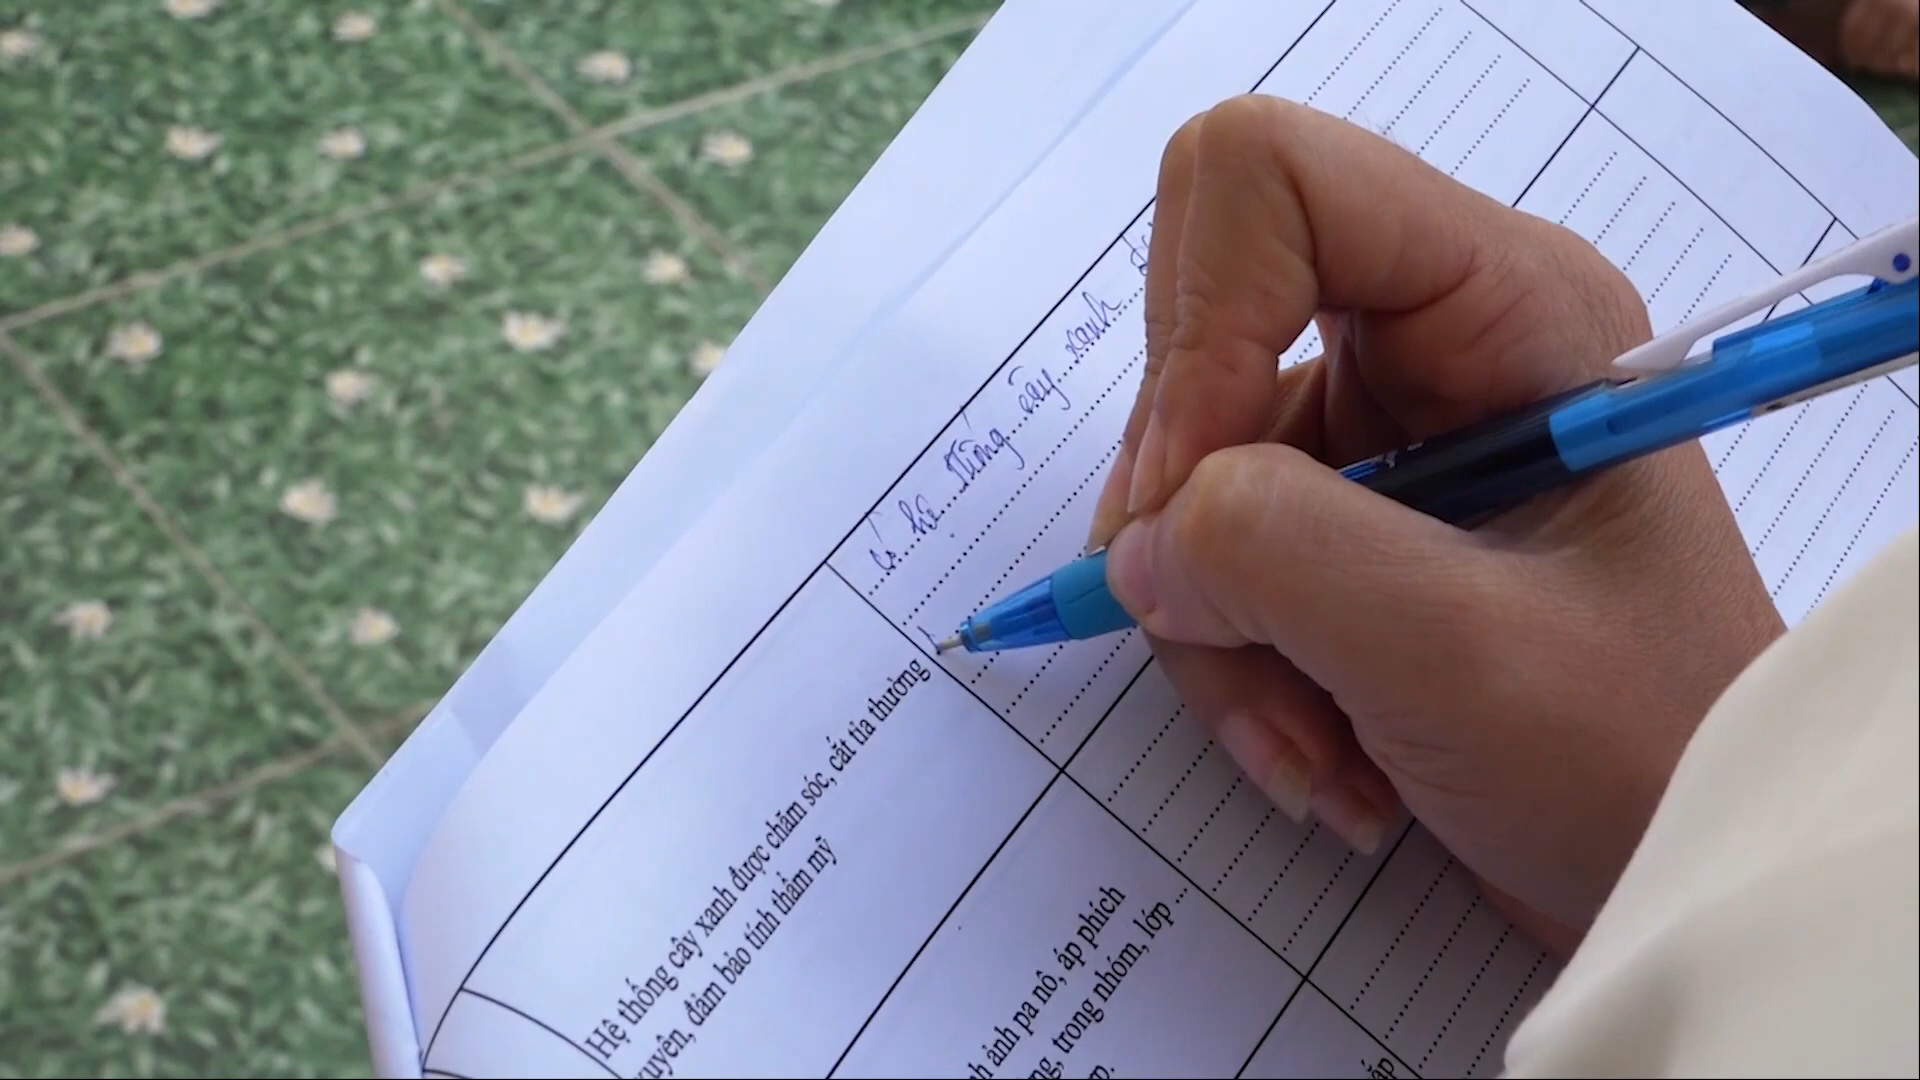 Hệ thống cây xanh được chăm sóc, cắt tỉa thường
xuyên, đảm bảo tính thẩm mỹ
có hệ thống cây xanh
ảnh pa nô, áp phích
trong nhóm, lớp